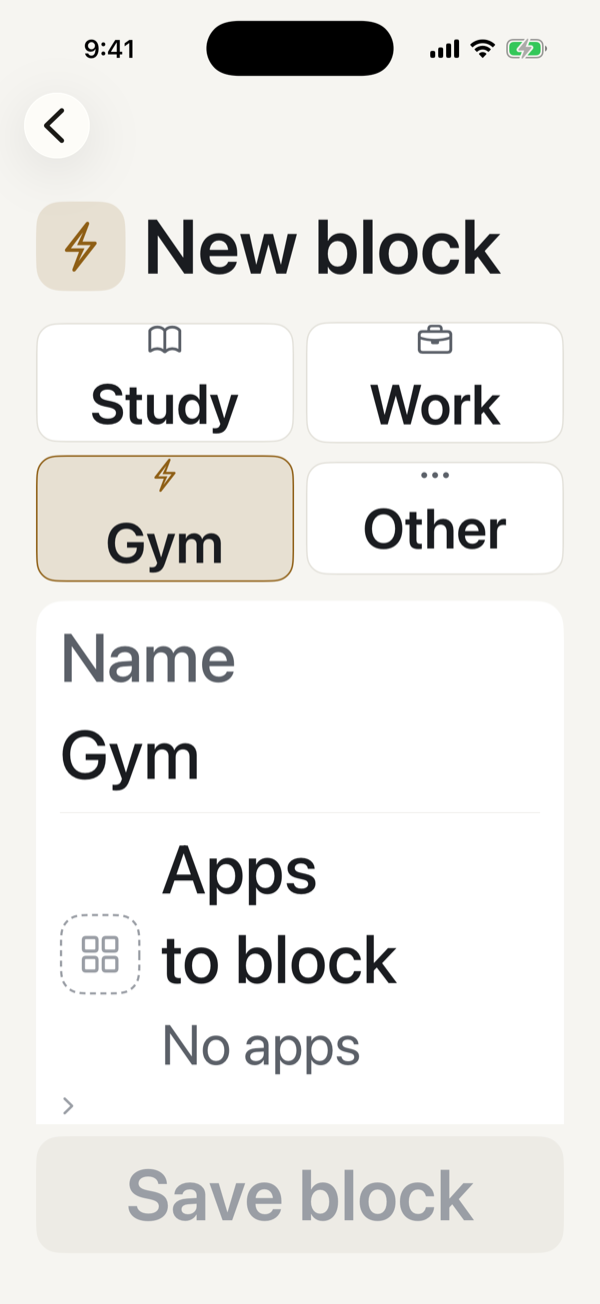 9:41
New block
Study
Work
Gym
Other
Name
Gym
Apps
to block
No apps
Save block